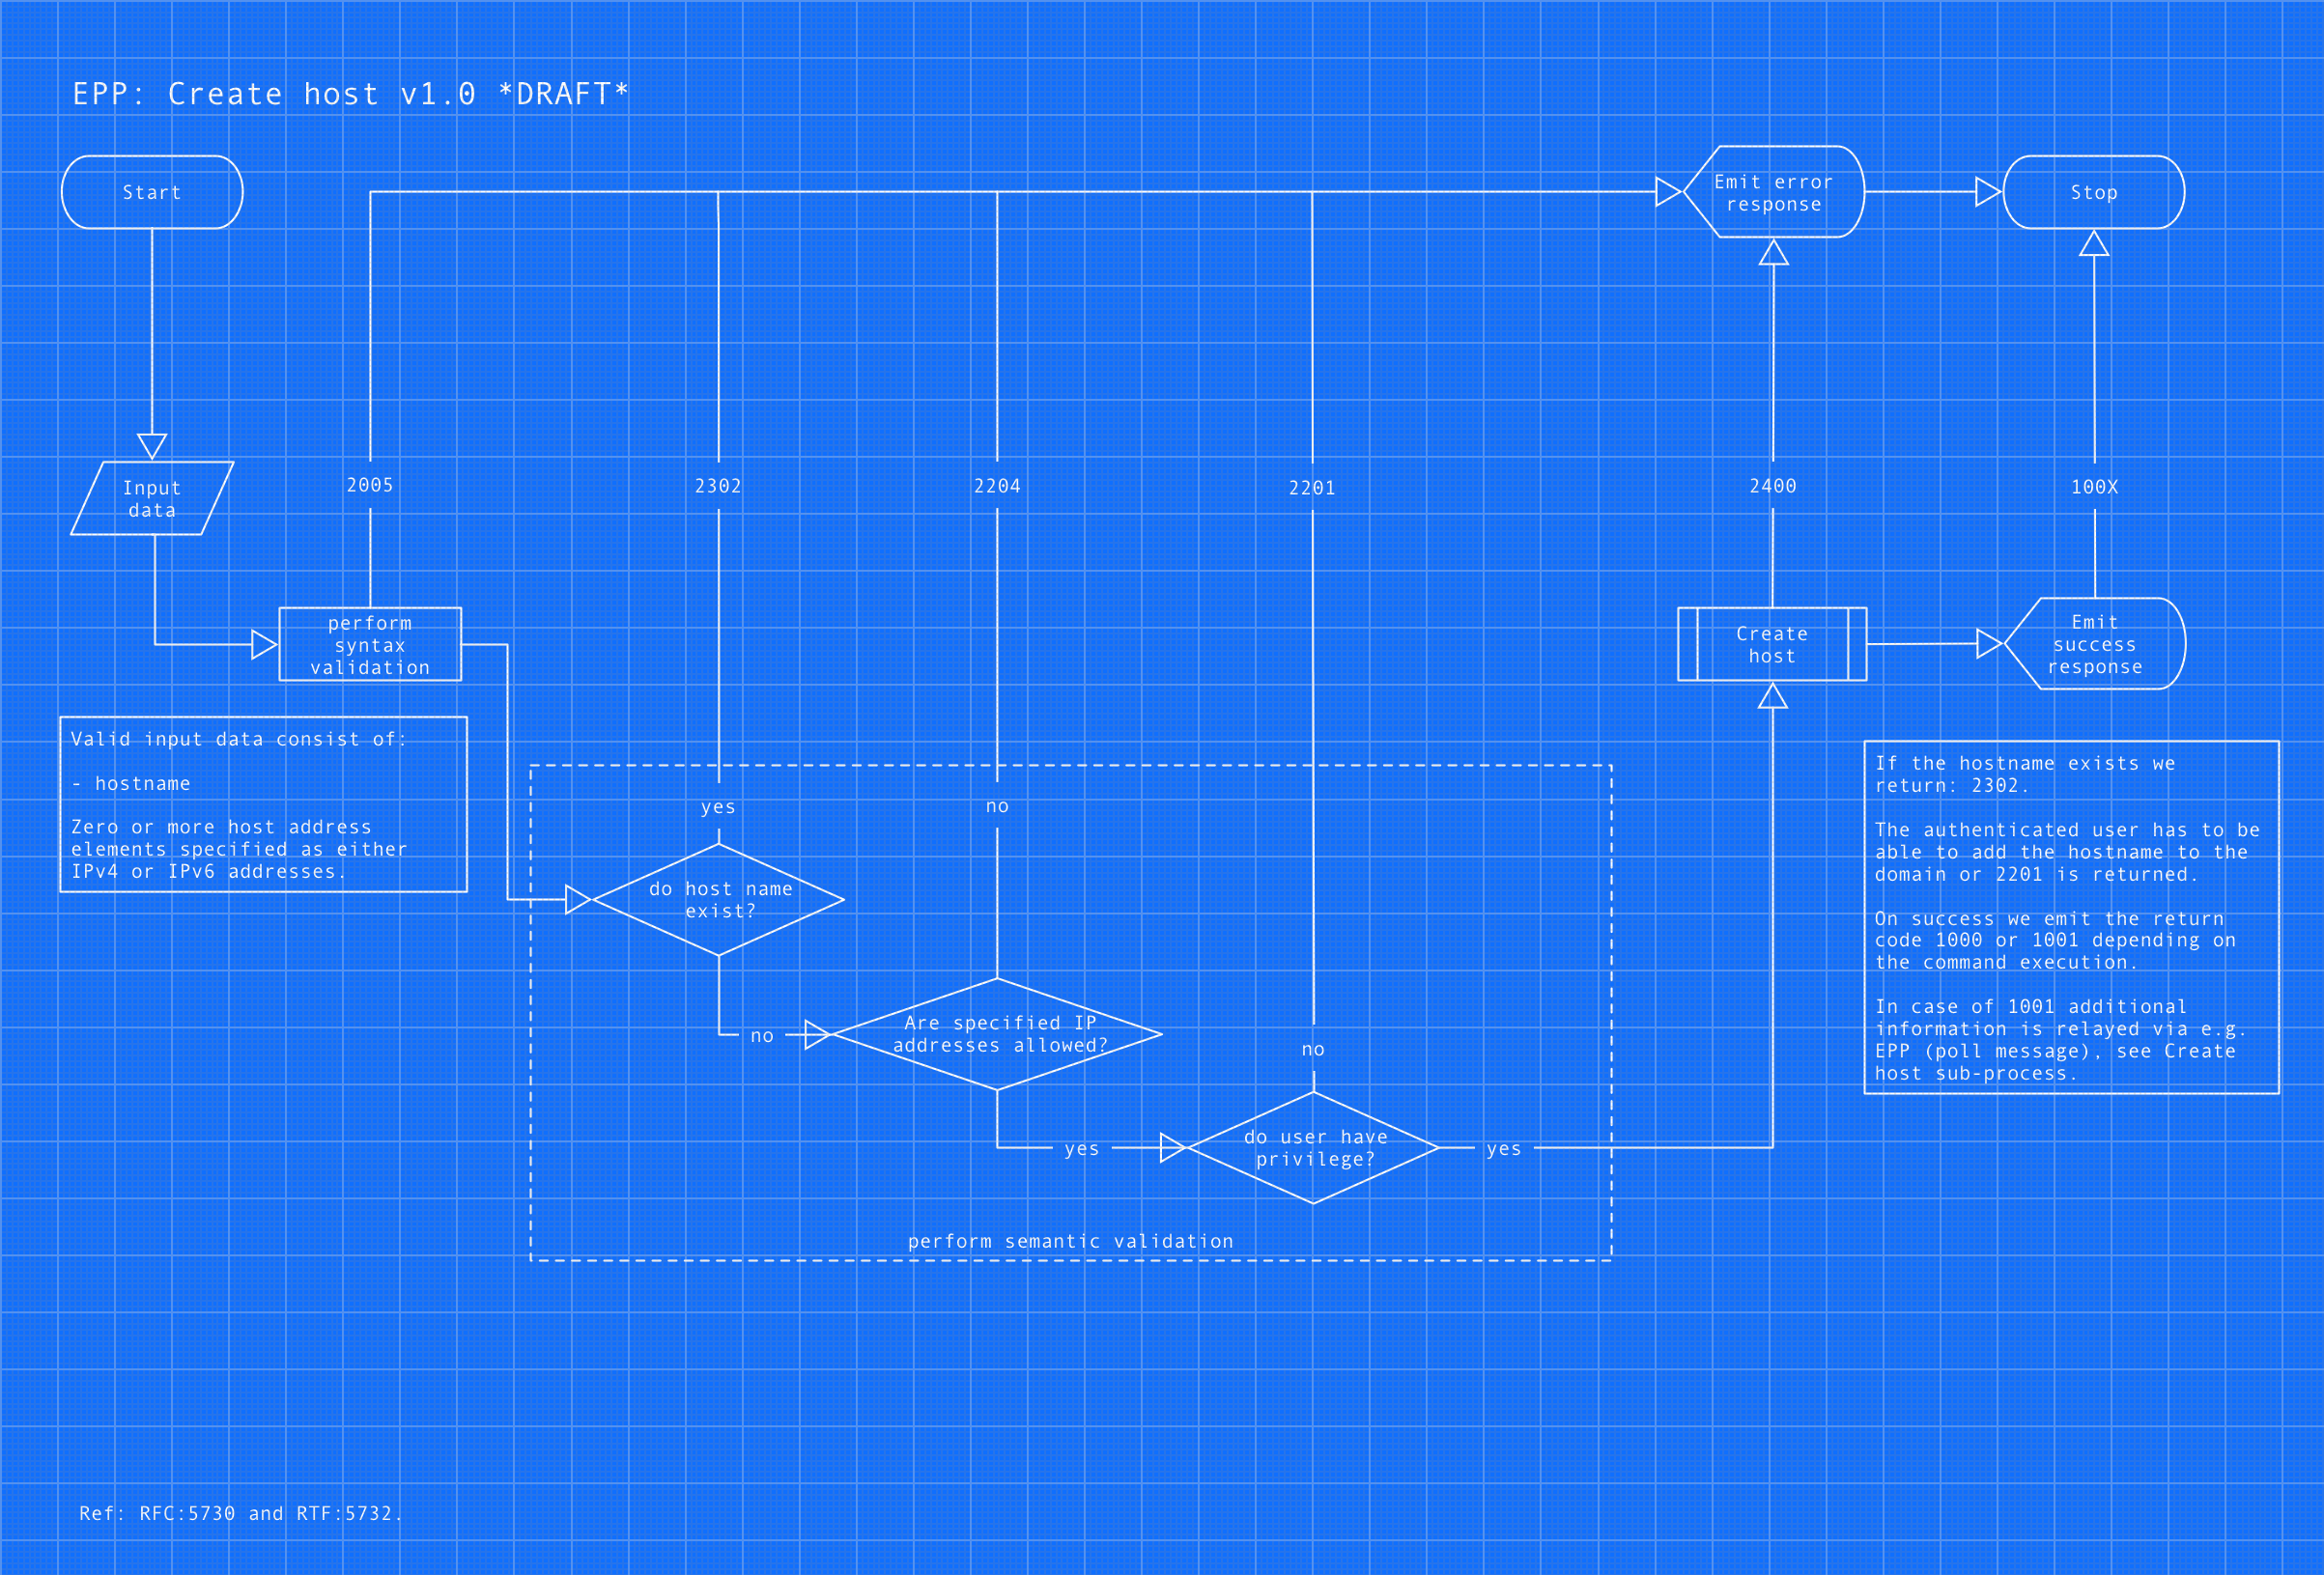 EPP: Create host v1.0 *DRAFT*
Start
Emit error
response
Stop
Input
data
2005
2302
2204
2201
2400
100X
perform
syntax
validation
Create
host
Emit
success
response
Valid input data consist of:
- hostname
Zero or more host address
elements specified as either
IPv4 or IPv6 addresses.
If the hostname exists we
return: 2302.
The authenticated user has to be
able to add the hostname to the
domain or 2201 is returned.
On success we emit the return
code 1000 or 1001 depending on
the command execution.
In case of 1001 additional
information is relayed via e.g.
EPP (poll message), see Create
host sub-process.
yes
no
do host name
exist?
no
Are specified IP
addresses allowed?
no
yes
do user have
privilege?
yes
perform semantic validation
Ref: RFC:5730 and RTF:5732.